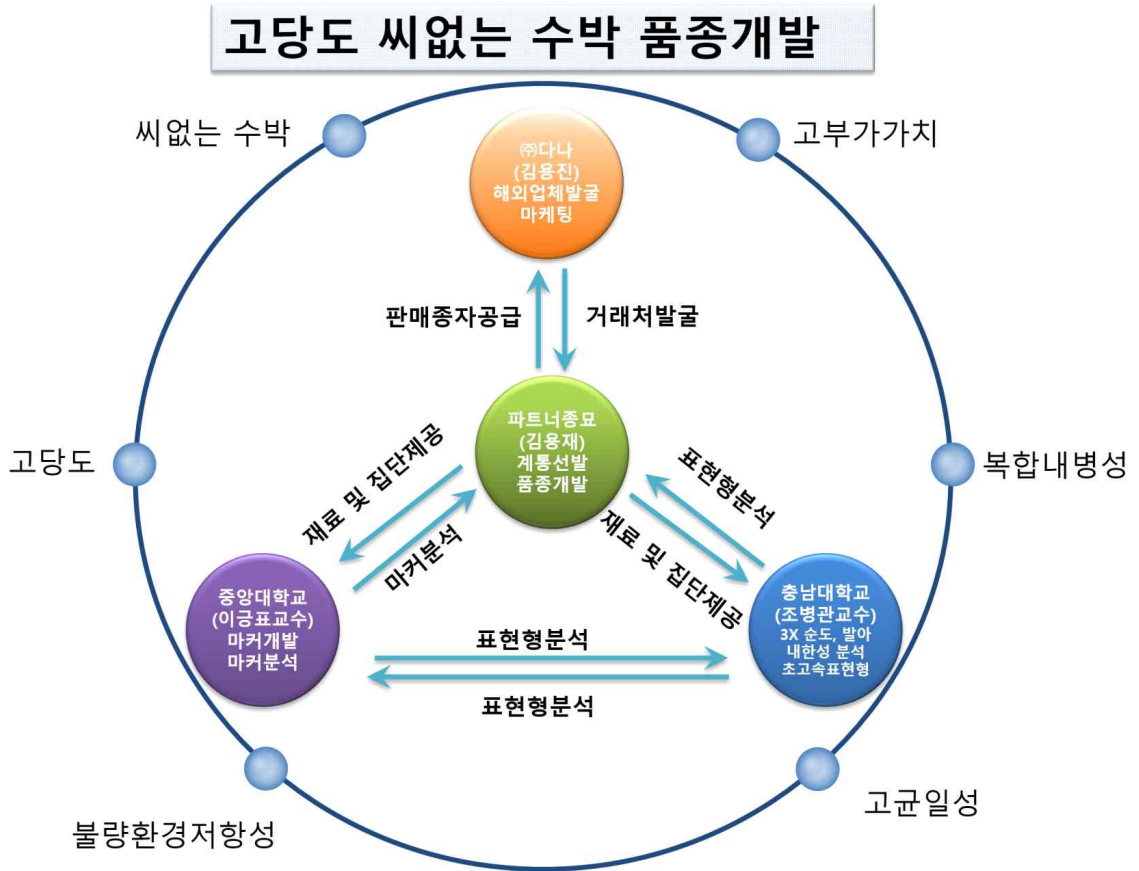 고당도 씨없는 수박 품종개발
씨없는 수박
고부가가치
㈜다나
(김용진)
해외업체발굴
마케팅
판매종자공급
거래처발굴
파트너종묘
(김용재)
계통선발
품종개발
고당도
복합내병성
재료 및 집단제공
마커분석
표현형분석
재료 및 집단제공
중앙대학교
(이긍표교수)
마커개발
마커분석
충남대학교
(조병관교수)
3X 순도, 발아
내한성 분석
초고속표현형
표현형분석
표현형분석
고균일성
불량환경저항성